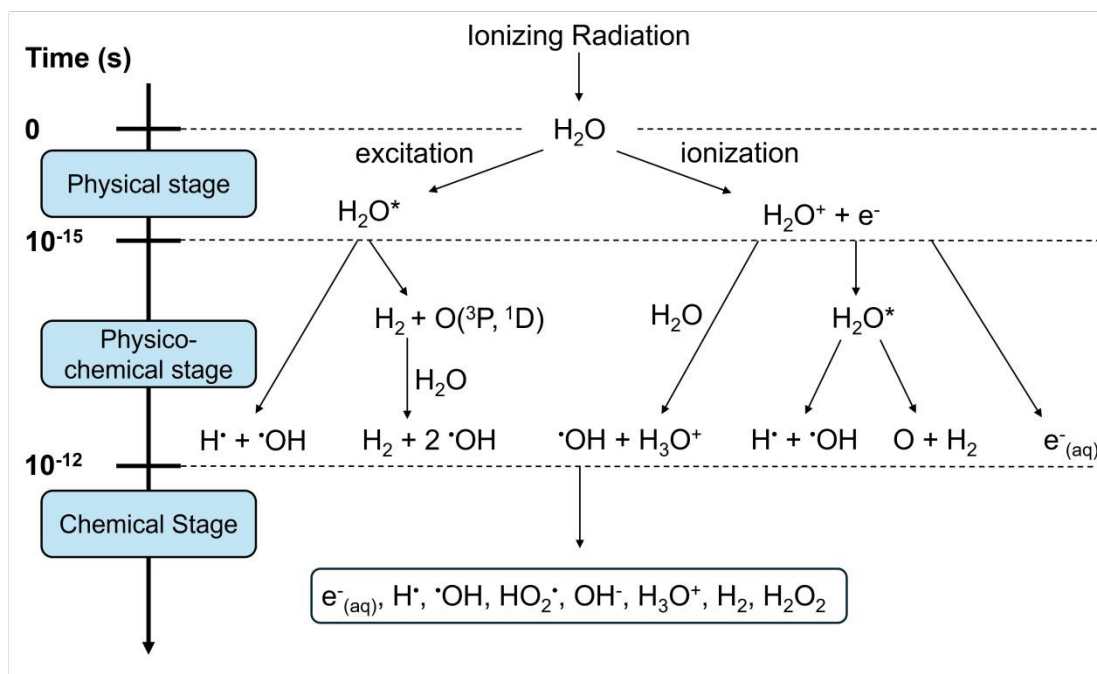 Ionizing Radiation
Time (s)
0
H₂O
excitation
ionization
Physical stage
H₂O*
H₂O⁺ + e⁻
10⁻¹⁵
H₂ + O(³P, ¹D)
H₂O
H₂O*
Physico-
chemical stage
H₂O
H• + •OH
H₂ + 2 •OH
•OH + H₃O⁺
H• + •OH
O + H₂
e⁻(aq)
10⁻¹²
Chemical Stage
e⁻(aq), H•, •OH, HO₂•, OH⁻, H₃O⁺, H₂, H₂O₂